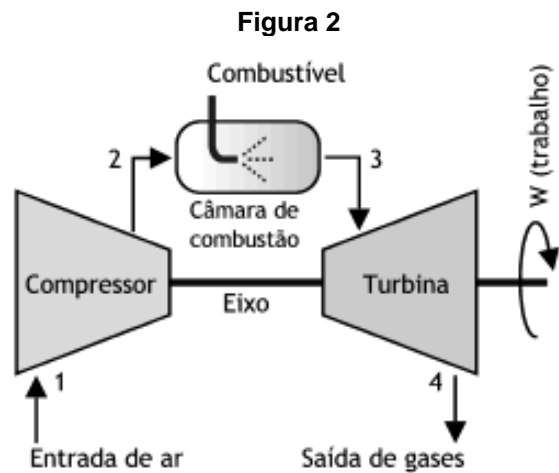 Figura 2
Combustível
2
3
Câmara de
combustão
W (trabalho)
Compressor
Eixo
Turbina
1
4
Entrada de ar
Saída de gases